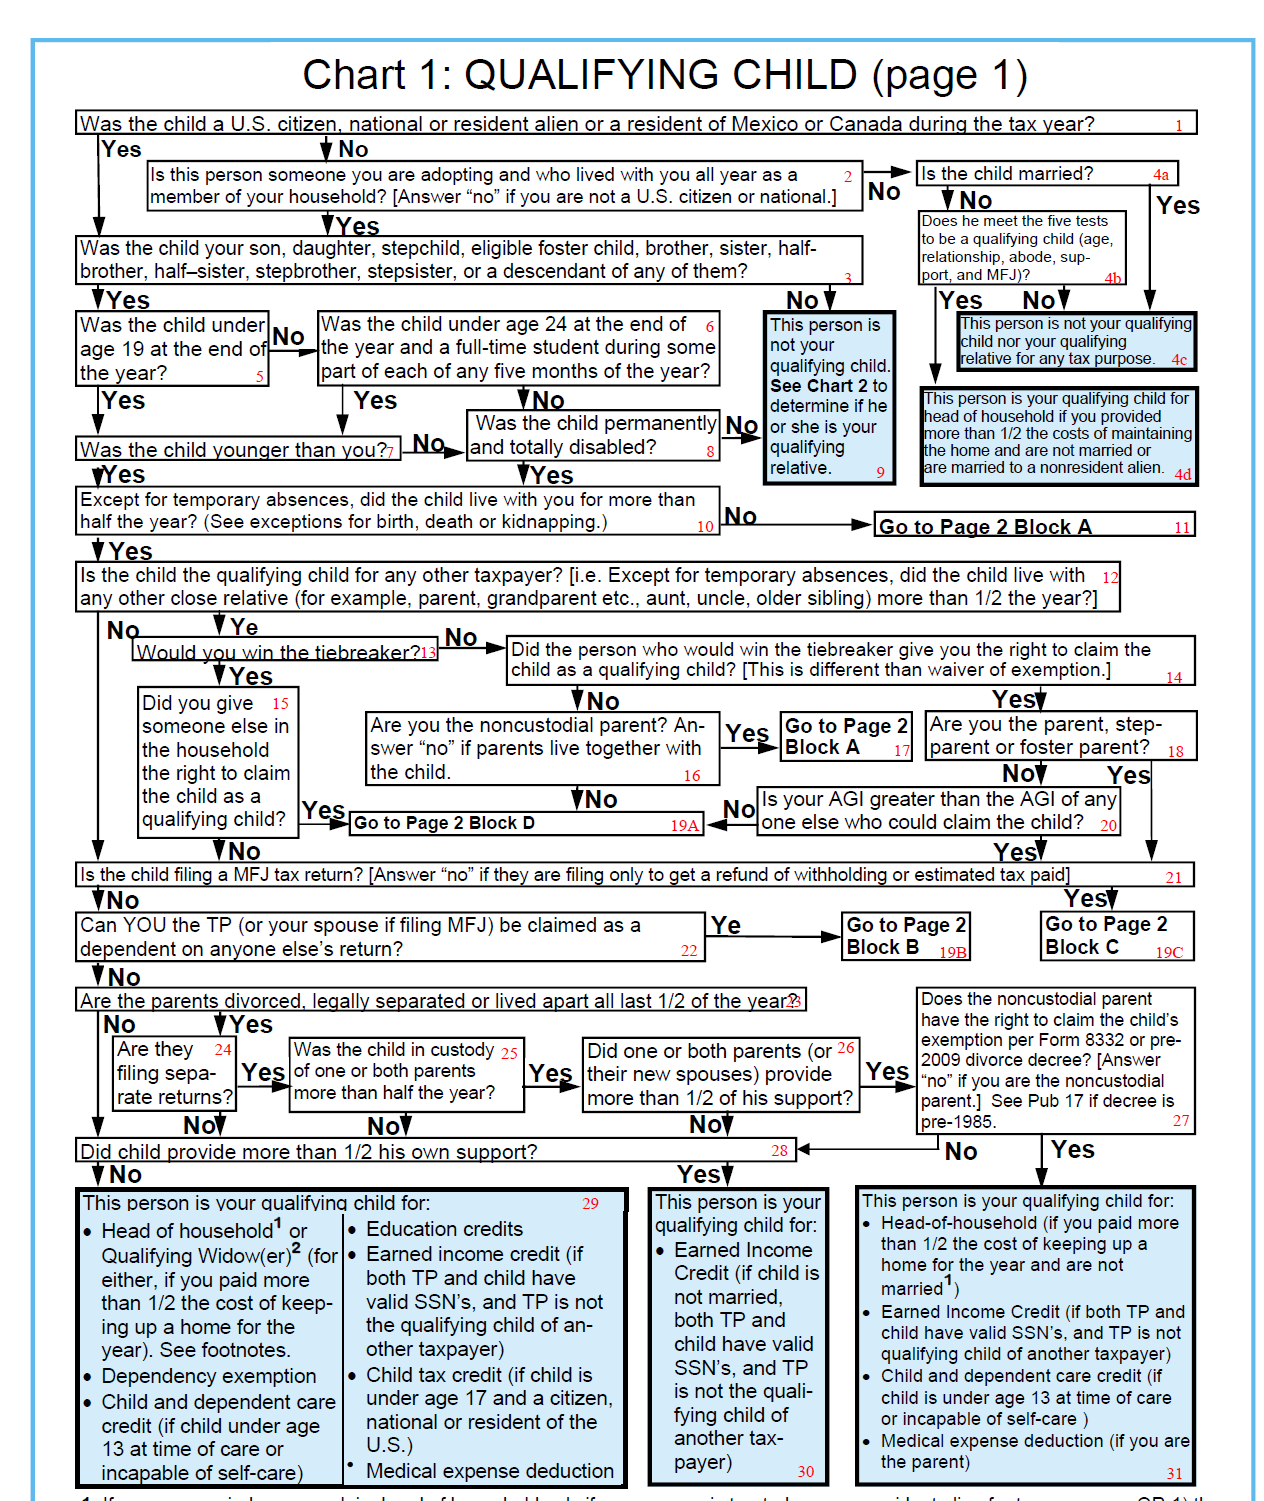 Chart 1: QUALIFYING CHILD (page 1)
Was the child a U.S. citizen, national or resident alien or a resident of Mexico or Canada during the tax year? 1
Yes
No
Is this person someone you are adopting and who lived with you all year as a 2
member of your household? [Answer “no” if you are not a U.S. citizen or national.]
No
Is the child married? 4a
No
Yes
Yes
Does he meet the five tests
to be a qualifying child (age,
relationship, abode, sup-
port, and MFJ)? 4b
Was the child your son, daughter, stepchild, eligible foster child, brother, sister, half-
brother, half–sister, stepbrother, stepsister, or a descendant of any of them? 3
Yes
No
Yes
No
This person is not your qualifying
child nor your qualifying
relative for any tax purpose. 4c
Was the child under
age 19 at the end of
the year? 5
No
Was the child under age 24 at the end of 6
the year and a full-time student during some
part of each of any five months of the year?
This person is
not your
qualifying child.
See Chart 2 to
determine if he
or she is your
qualifying
relative. 9
This person is your qualifying child for
head of household if you provided
more than 1/2 the costs of maintaining
the home and are not married or
are married to a nonresident alien. 4d
Yes
Yes
No
Was the child younger than you? 7
No
Was the child permanently
and totally disabled? 8
No
Yes
Yes
Except for temporary absences, did the child live with you for more than
half the year? (See exceptions for birth, death or kidnapping.) 10
No
Go to Page 2 Block A 11
Yes
Is the child the qualifying child for any other taxpayer? [i.e. Except for temporary absences, did the child live with 12
any other close relative (for example, parent, grandparent etc., aunt, uncle, older sibling) more than 1/2 the year?]
No
Ye
Would you win the tiebreaker? 13
No
Did the person who would win the tiebreaker give you the right to claim the
child as a qualifying child? [This is different than waiver of exemption.] 14
Yes
No
Yes
Did you give 15
someone else in
the household
the right to claim
the child as a
qualifying child?
Are you the noncustodial parent? An-
swer “no” if parents live together with
the child. 16
Yes
Go to Page 2
Block A 17
Are you the parent, step-
parent or foster parent? 18
No
Yes
No
Yes
Go to Page 2 Block D 19A
No
Is your AGI greater than the AGI of any
one else who could claim the child? 20
No
Yes
Is the child filing a MFJ tax return? [Answer “no” if they are filing only to get a refund of withholding or estimated tax paid] 21
No
Yes
Can YOU the TP (or your spouse if filing MFJ) be claimed as a
dependent on anyone else’s return? 22
Ye
Go to Page 2
Block B 19B
Go to Page 2
Block C 19C
No
Are the parents divorced, legally separated or lived apart all last 1/2 of the year? 23
No
Yes
Are they 24
filing sepa-
rate returns?
Yes
Was the child in custody 25
of one or both parents
more than half the year?
Yes
Did one or both parents (or 26
their new spouses) provide
more than 1/2 of his support?
Yes
Does the noncustodial parent
have the right to claim the child’s
exemption per Form 8332 or pre-
2009 divorce decree? [Answer
“no” if you are the noncustodial
parent.] See Pub 17 if decree is
pre-1985. 27
No
No
No
Did child provide more than 1/2 his own support? 28
No
Yes
No
Yes
This person is your qualifying child for: 29
• Head of household1 or
Qualifying Widow(er)2 (for
either, if you paid more
than 1/2 the cost of keep-
ing up a home for the
year). See footnotes.
• Dependency exemption
• Child and dependent care
credit (if child under age
13 at time of care or
incapable of self-care)
• Education credits
• Earned income credit (if
both TP and child have
valid SSN’s, and TP is not
the qualifying child of an-
other taxpayer)
• Child tax credit (if child is
under age 17 and a citizen,
national or resident of the
U.S.)
• Medical expense deduction
This person is your
qualifying child for:
• Earned Income
Credit (if child is
not married,
both TP and
child have valid
SSN’s, and TP
is not the quali-
fying child of
another tax-
payer) 30
This person is your qualifying child for:
• Head-of-household (if you paid more
than 1/2 the cost of keeping up a
home for the year and are not
married1)
• Earned Income Credit (if both TP and
child have valid SSN’s, and TP is not
qualifying child of another taxpayer)
• Child and dependent care credit (if
child is under age 13 at time of care
or incapable of self-care )
• Medical expense deduction (if you are
the parent) 31